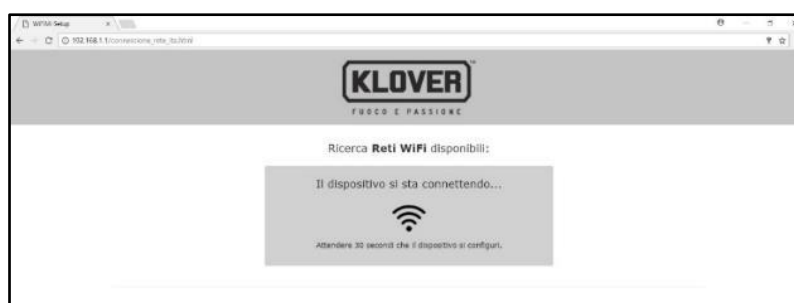 WiFiMi Setup
192.168.1.1/connessione_rete_ita.html
KLOVER
FUOCO E PASSIONE
Ricerca Reti WiFi disponibili:
Il dispositivo si sta connettendo...
Attendere 30 secondi che il dispositivo si configuri.